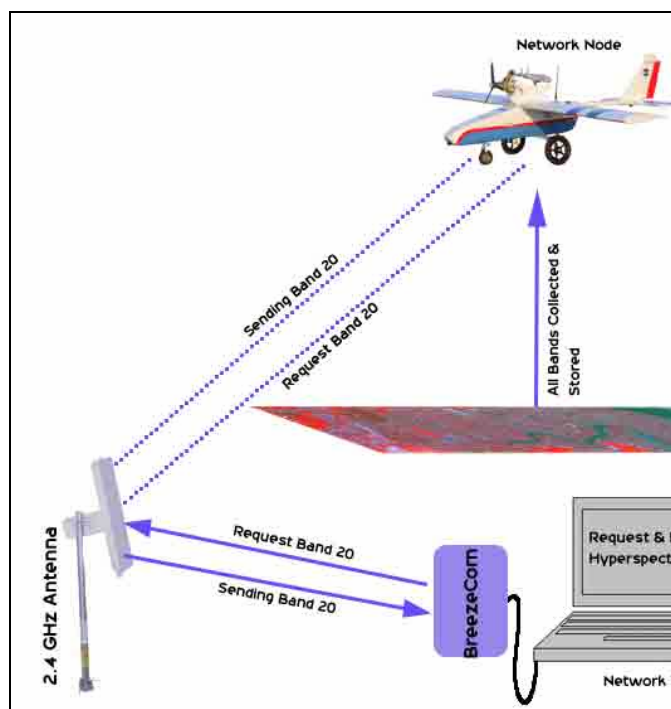 Network Node
Sending Band 20
Request Band 20
All Bands Collected &
Stored
Request Band 20
Sending Band 20
2.4 GHz Antenna
BreezeCom
Request &
Hyperspect
Network